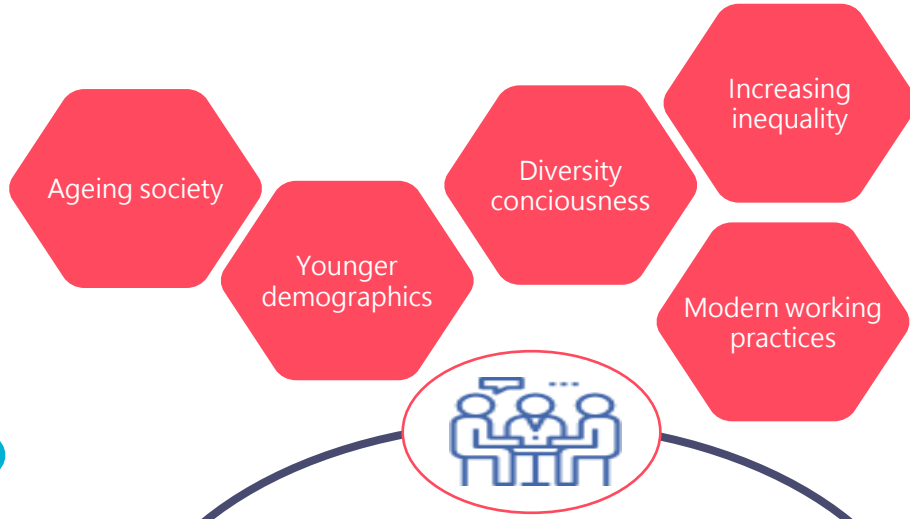 Increasing
inequality
Ageing society
Diversity
conciousness
Younger
demographics
Modern working
practices